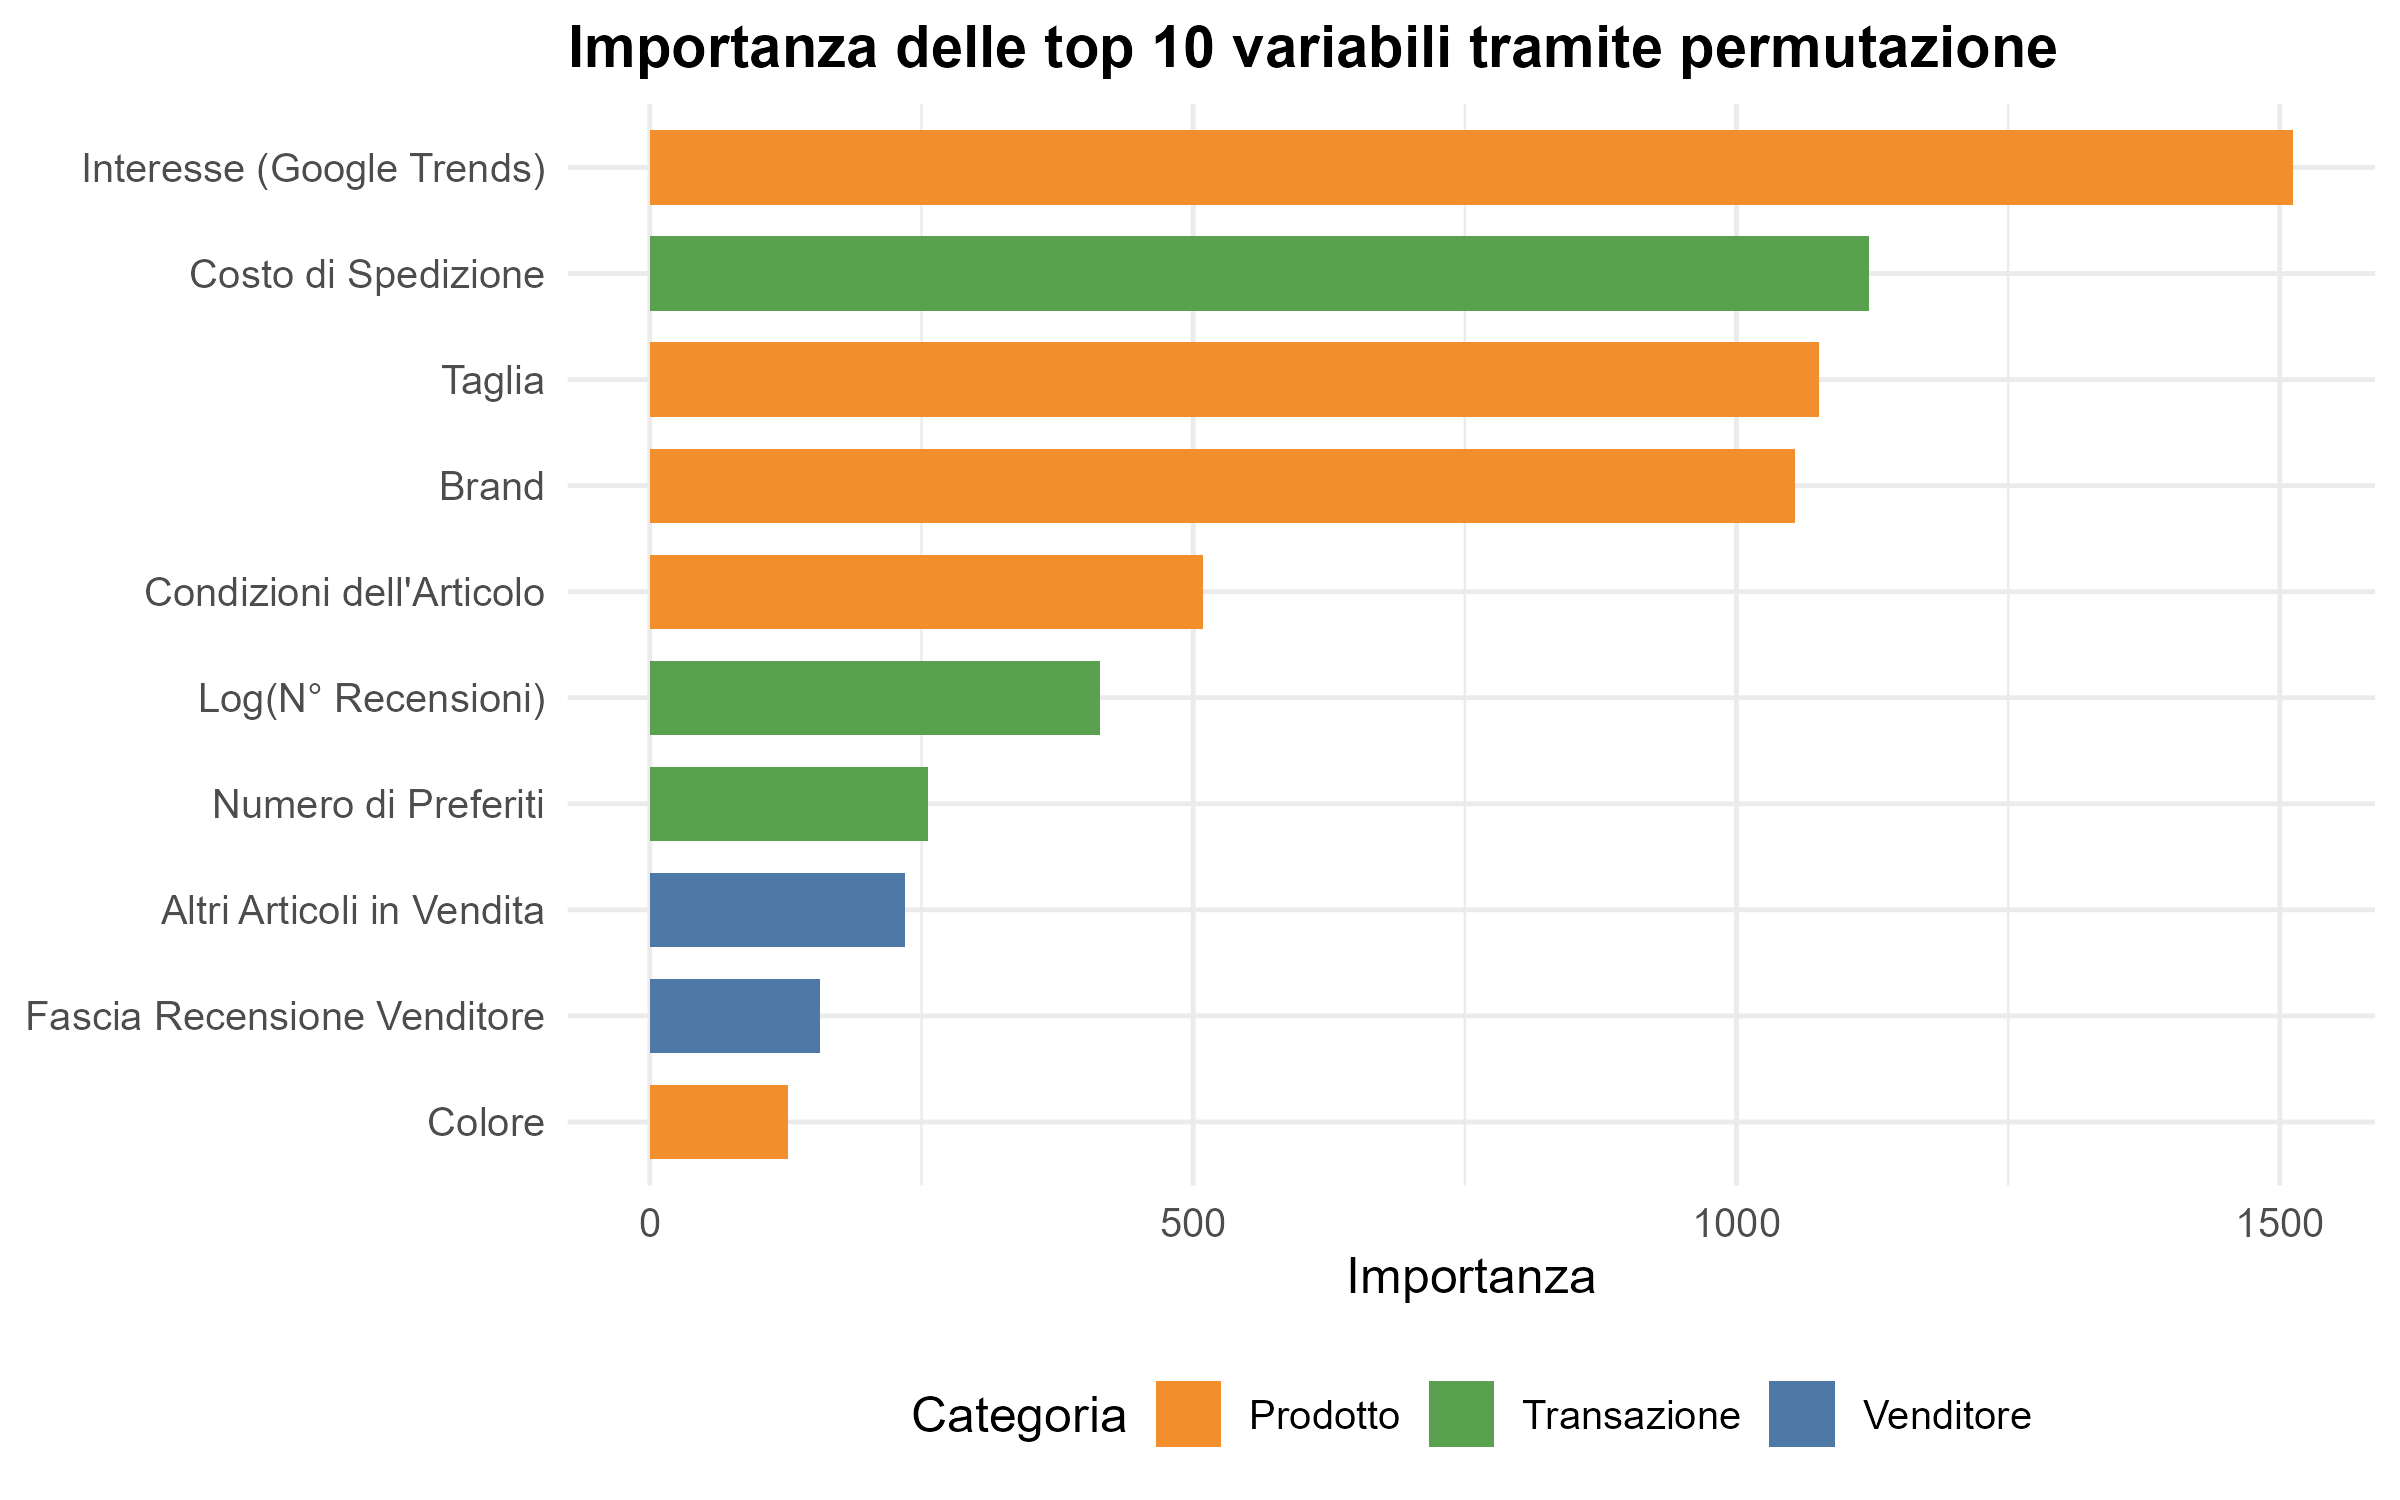 Importanza delle top 10 variabili tramite permutazione
Interesse (Google Trends)
Costo di Spedizione
Taglia
Brand
Condizioni dell'Articolo
Log(N° Recensioni)
Numero di Preferiti
Altri Articoli in Vendita
Fascia Recensione Venditore
Colore
0 500 1000 1500
Importanza
Categoria Prodotto Transazione Venditore